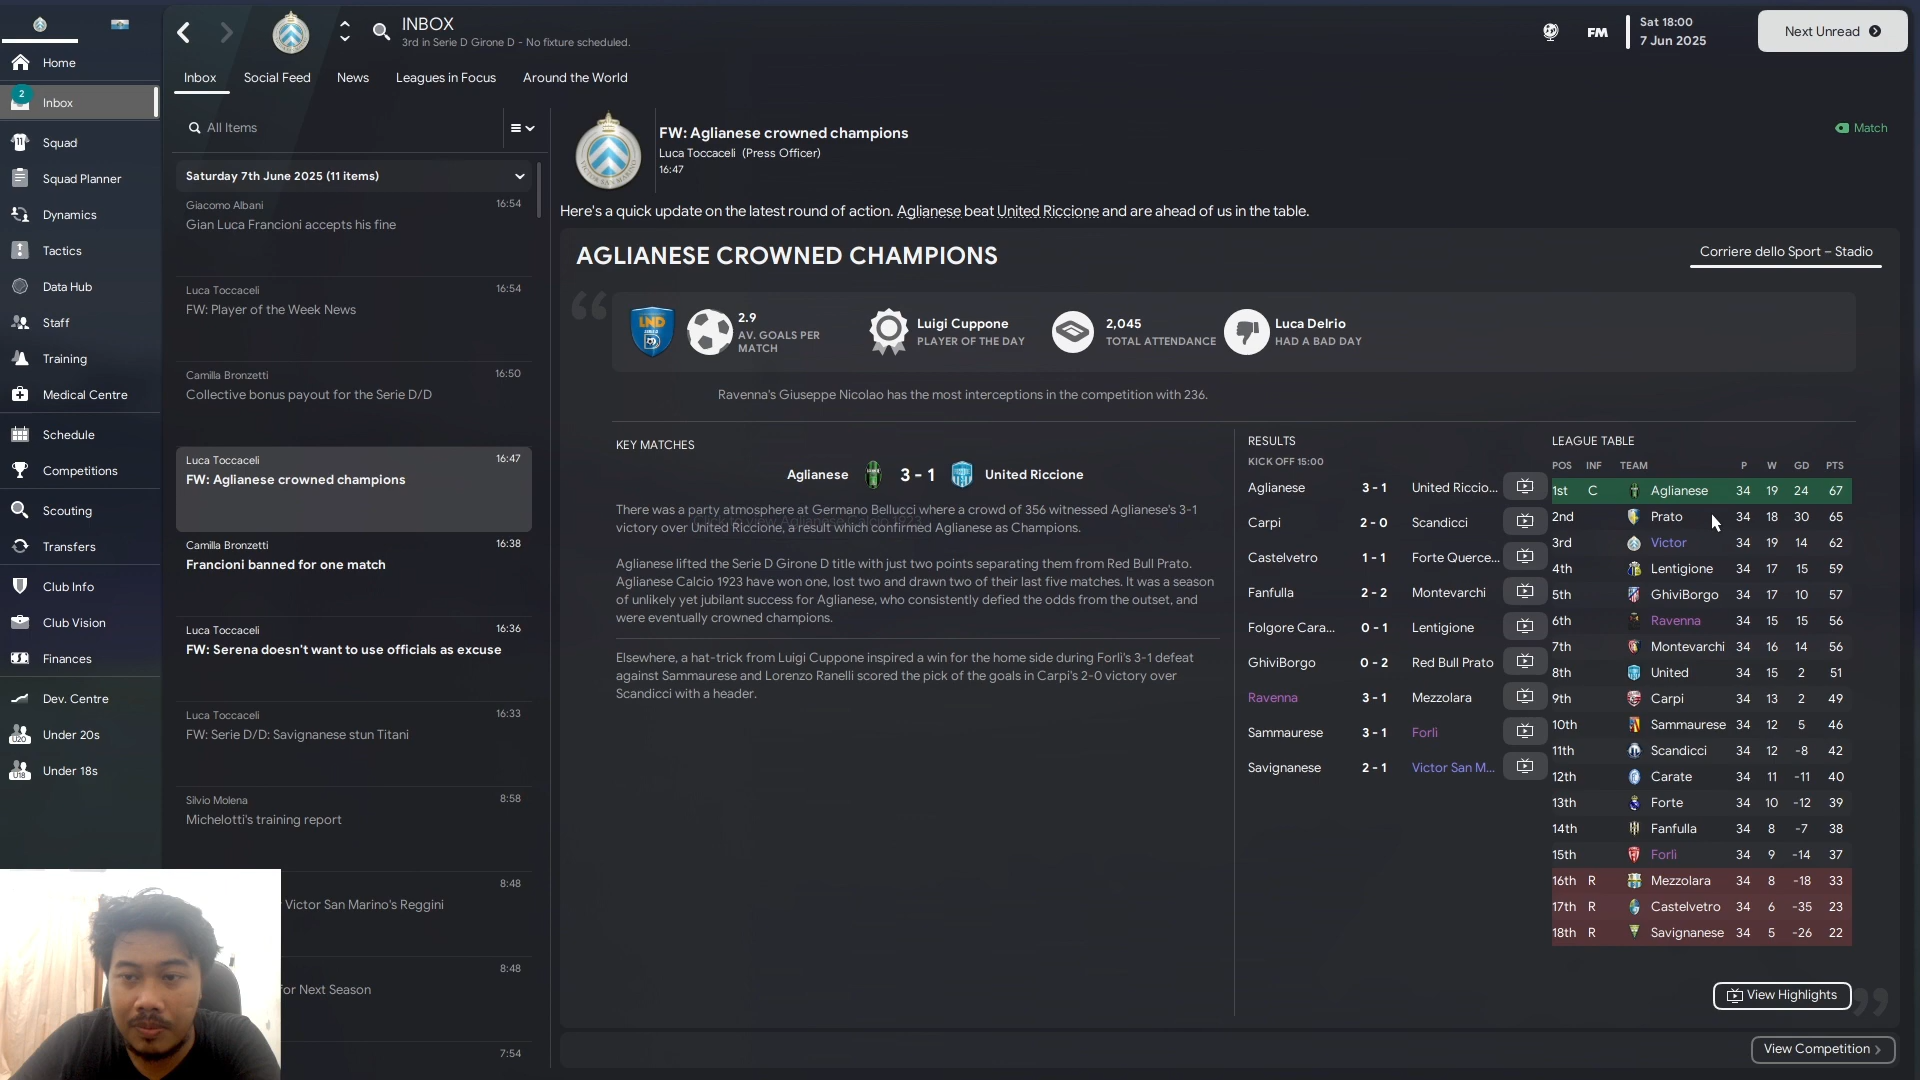 INBOX
3rd in Serie D Girone D - No fixture scheduled.
FM
Sat 18:00
7 Jun 2025
Next Unread
Home
2
Inbox
Squad
Squad Planner
Dynamics
Tactics
Data Hub
Staff
Training
Medical Centre
Schedule
Competitions
Scouting
Transfers
Club Info
Club Vision
Finances
Dev. Centre
Under 20s
Under 18s
Inbox Social Feed News Leagues in Focus Around the World
All Items
Saturday 7th June 2025 (11 items)
Giacomo Albani 16:54
Gian Luca Francioni accepts his fine
Luca Toccaceli 16:54
FW: Player of the Week News
Camilla Bronzetti 16:50
Collective bonus payout for the Serie D/D
Luca Toccaceli 16:47
FW: Aglianese crowned champions
Camilla Bronzetti 16:38
Francioni banned for one match
Luca Toccaceli 16:36
FW: Serena doesn't want to use officials as excuse
Luca Toccaceli 16:33
FW: Serie D/D: Savignanese stun Titani
Silvio Molena 8:58
Michelotti's training report
8:48
Victor San Marino's Reggini
8:48
for Next Season
7:54
FW: Aglianese crowned champions
Luca Toccaceli (Press Officer)
16:47
Match
Here's a quick update on the latest round of action. Aglianese beat United Riccione and are ahead of us in the table.
AGLIANESE CROWNED CHAMPIONS
Corriere dello Sport – Stadio
LND
2.9
AV. GOALS PER
MATCH
Luigi Cuppone
PLAYER OF THE DAY
2,045
TOTAL ATTENDANCE
Luca Delrio
HAD A BAD DAY
Ravenna's Giuseppe Nicolao has the most interceptions in the competition with 236.
KEY MATCHES
Aglianese 3 - 1 United Riccione
There was a party atmosphere at Germano Bellucci where a crowd of 356 witnessed Aglianese's 3-1
victory over United Riccione, a result which confirmed Aglianese as Champions.
Aglianese lifted the Serie D Girone D title with just two points separating them from Red Bull Prato.
Aglianese Calcio 1923 have won one, lost two and drawn two of their last five matches. It was a season
of unlikely yet jubilant success for Aglianese, who consistently defied the odds from the outset, and
were eventually crowned champions.
Elsewhere, a hat-trick from Luigi Cuppone inspired a win for the home side during Forlì's 3-1 defeat
against Sammaurese and Lorenzo Ranelli scored the pick of the goals in Carpi's 2-0 victory over
Scandicci with a header.
RESULTS
KICK OFF 15:00
Aglianese 3 - 1 United Riccio...
Carpi 2 - 0 Scandicci
Castelvetro 1 - 1 Forte Querce...
Fanfulla 2 - 2 Montevarchi
Folgore Cara... 0 - 1 Lentigione
GhiviBorgo 0 - 2 Red Bull Prato
Ravenna 3 - 1 Mezzolara
Sammaurese 3 - 1 Forlì
Savignanese 2 - 1 Victor San M...
LEAGUE TABLE
POS INF TEAM P W GD PTS
1st C Aglianese 34 19 24 67
2nd Prato 34 18 30 65
3rd Victor 34 19 14 62
4th Lentigione 34 17 15 59
5th GhiviBorgo 34 17 10 57
6th Ravenna 34 15 15 56
7th Montevarchi 34 16 14 56
8th United 34 15 2 51
9th Carpi 34 13 2 49
10th Sammaurese 34 12 5 46
11th Scandicci 34 12 -8 42
12th Carate 34 11 -11 40
13th Forte 34 10 -12 39
14th Fanfulla 34 8 -7 38
15th Forlì 34 9 -14 37
16th R Mezzolara 34 8 -18 33
17th R Castelvetro 34 6 -35 23
18th R Savignanese 34 5 -26 22
View Highlights
View Competition